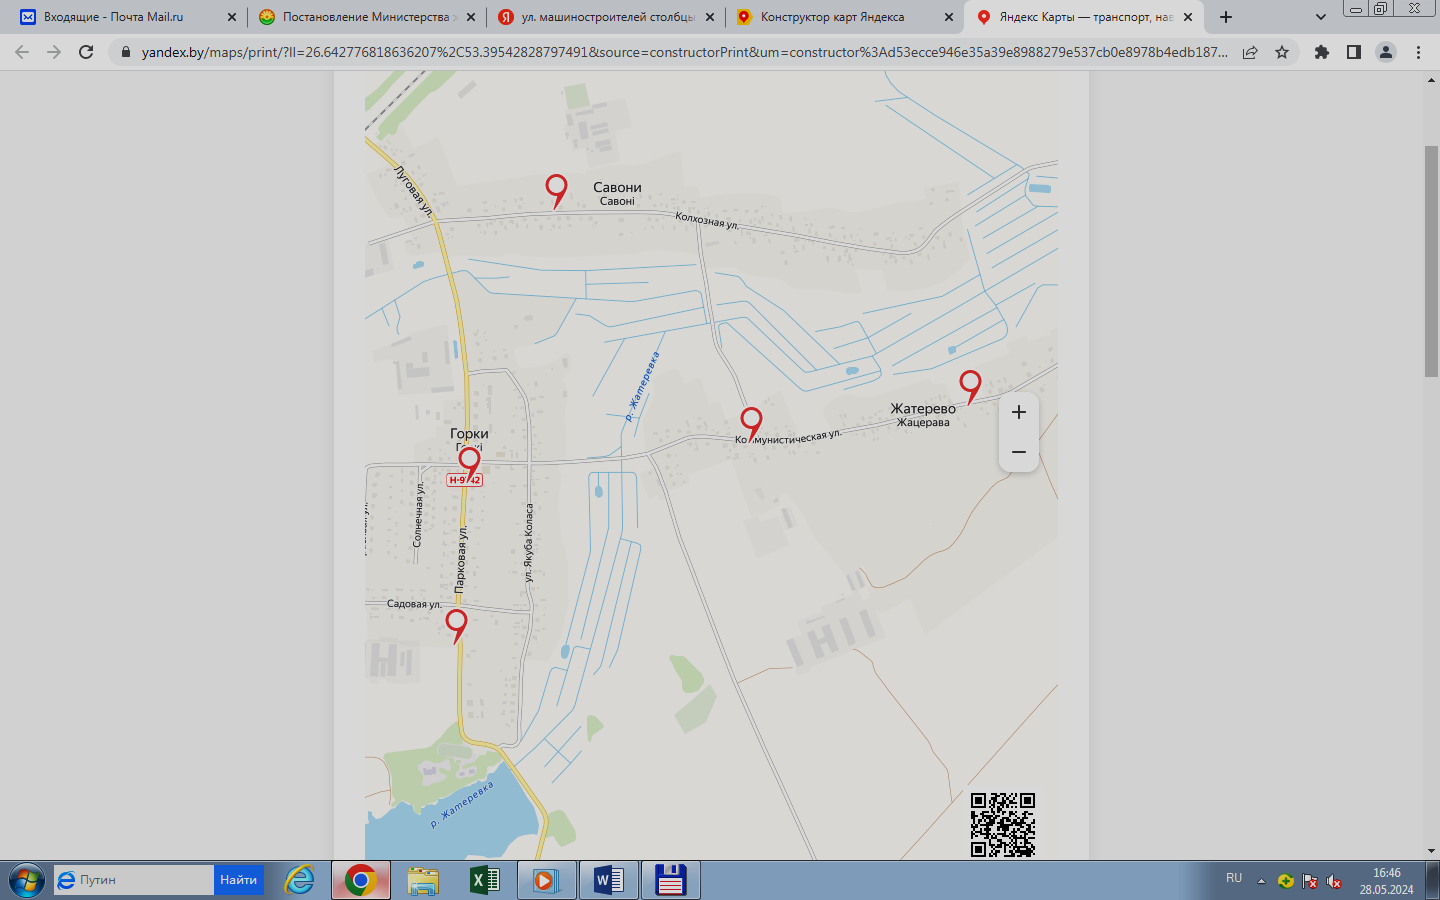 Входящие - Почта Mail.ru
Постановление Министерства
ул. машиностроителей столбцы
Конструктор карт Яндекса
Яндекс Карты — транспорт, нав
yandex.by/maps/print/?ll=26.642776818636207%2C53.39542828797491&source=constructorPrint&um=constructor%3Ad53ecce946e35a39e8988279e537cb0e8978b4edb187...
Луговая ул.
Савони
Савоні
Колхозная ул.
р. Жатеревка
Жатерево
Жацерава
Коммунистическая ул.
Горки
Горкі
Солнечная ул.
Парковая ул.
ул. Якуба Коласа
Садовая ул.
р. Жатеревка
Путин
Найти
RU
16:46
28.05.2024